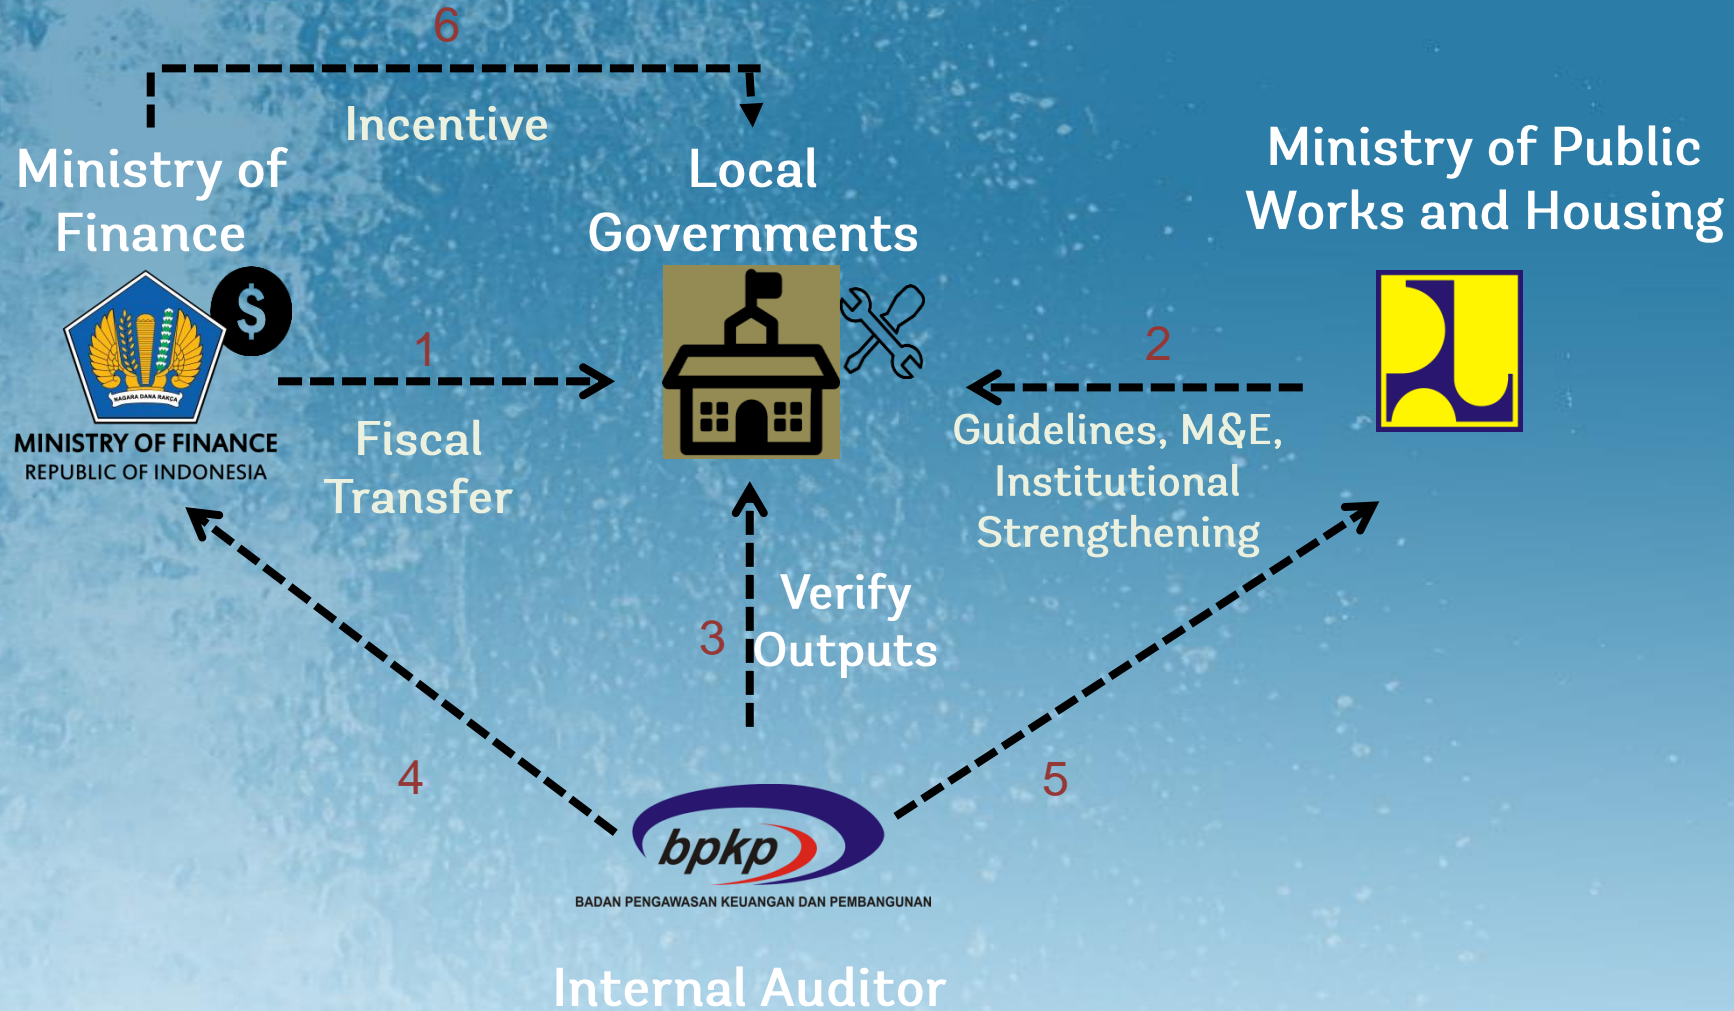 6
Incentive
Ministry of
Finance
Local
Governments
Ministry of Public
Works and Housing
$
NAGARA DANA RAKÇA
MINISTRY OF FINANCE
REPUBLIC OF INDONESIA
1
Fiscal
Transfer
2
Guidelines, M&E,
Institutional
Strengthening
3
Verify
Outputs
4
5
bpkp
BADAN PENGAWASAN KEUANGAN DAN PEMBANGUNAN
Internal Auditor